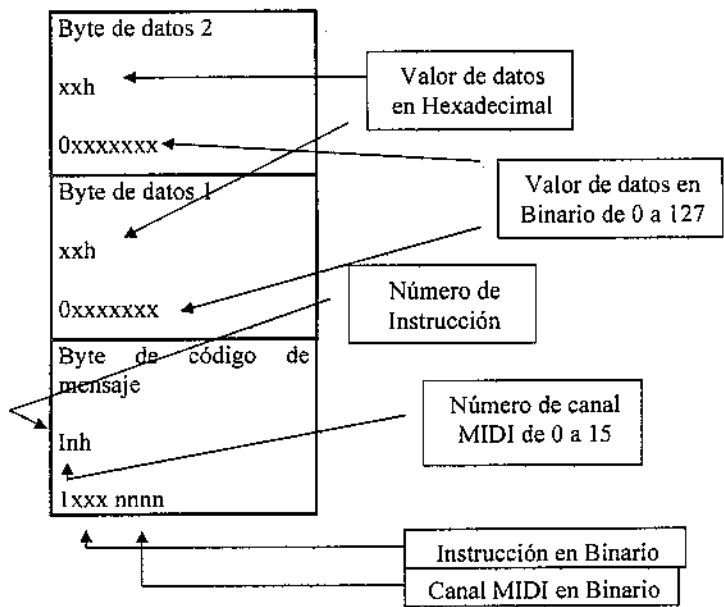 Byte de datos 2
xxh
0xxxxxxx
Byte de datos 1
xxh
0xxxxxxx
Byte de código de
mensaje
Inh
1xxx nnnn
Valor de datos
en Hexadecimal
Valor de datos en
Binario de 0 a 127
Número de
Instrucción
Número de canal
MIDI de 0 a 15
Instrucción en Binario
Canal MIDI en Binario